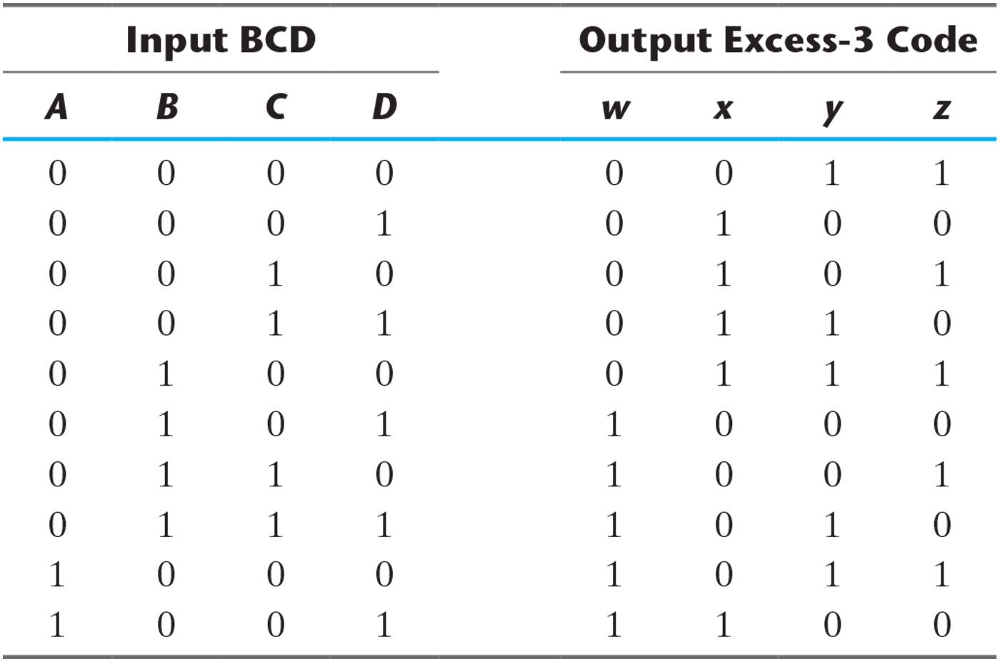 Input BCD Output Excess-3 Code
A B C D w x y z
0 0 0 0 0 0 1 1
0 0 0 1 0 1 0 0
0 0 1 0 0 1 0 1
0 0 1 1 0 1 1 0
0 1 0 0 0 1 1 1
0 1 0 1 1 0 0 0
0 1 1 0 1 0 0 1
0 1 1 1 1 0 1 0
1 0 0 0 1 0 1 1
1 0 0 1 1 1 0 0